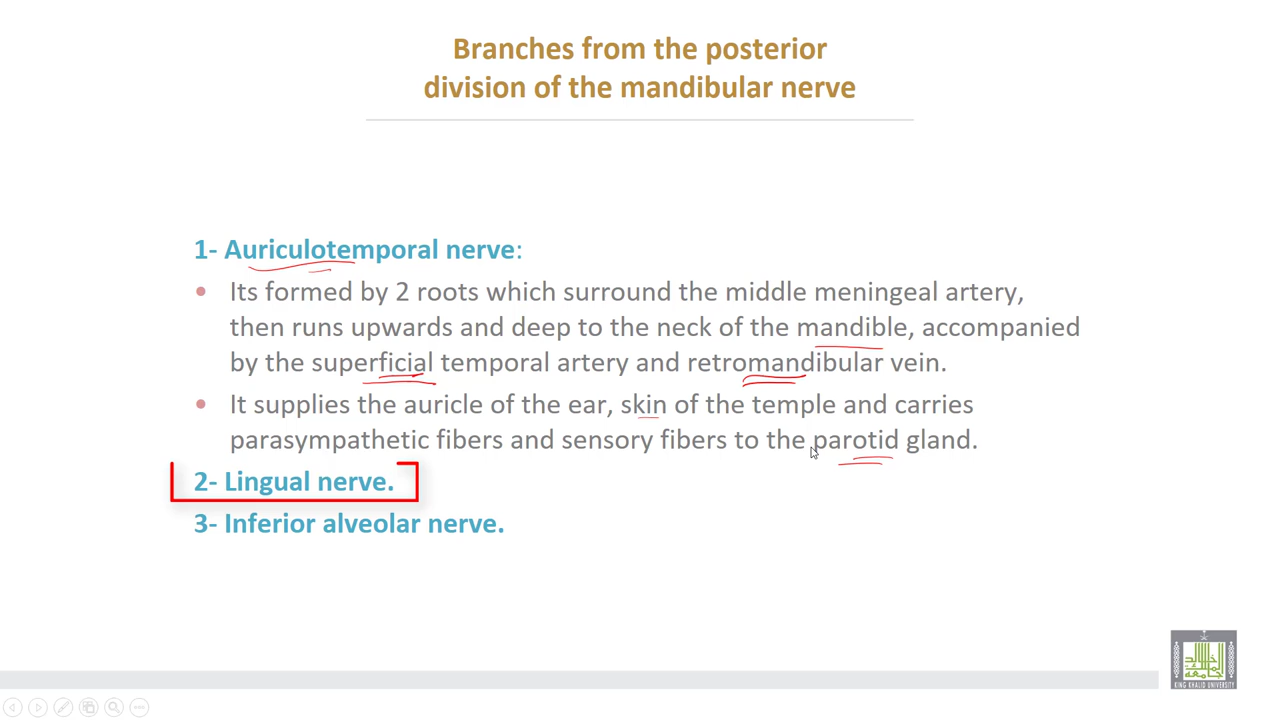 Branches from the posterior
division of the mandibular nerve
1- Auriculotemporal nerve:
• Its formed by 2 roots which surround the middle meningeal artery,
then runs upwards and deep to the neck of the mandible, accompanied
by the superficial temporal artery and retromandibular vein.
• It supplies the auricle of the ear, skin of the temple and carries
parasympathetic fibers and sensory fibers to the parotid gland.
2- Lingual nerve.
3- Inferior alveolar nerve.
KING KHALID UNIVERSITY